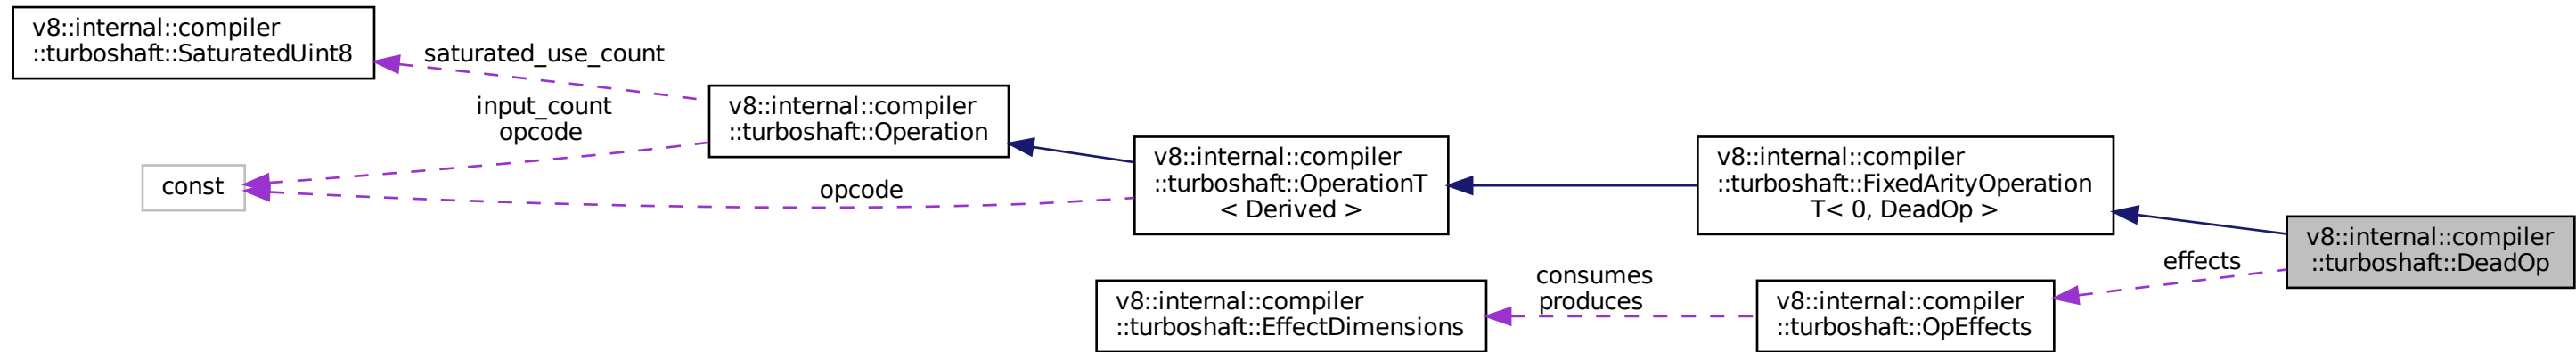 v8::internal::compiler
::turboshaft::SaturatedUint8
saturated_use_count
input_count
opcode
v8::internal::compiler
::turboshaft::Operation
const
opcode
v8::internal::compiler
::turboshaft::OperationT
< Derived >
v8::internal::compiler
::turboshaft::FixedArityOperation
T< 0, DeadOp >
v8::internal::compiler
::turboshaft::DeadOp
effects
v8::internal::compiler
::turboshaft::EffectDimensions
consumes
produces
v8::internal::compiler
::turboshaft::OpEffects